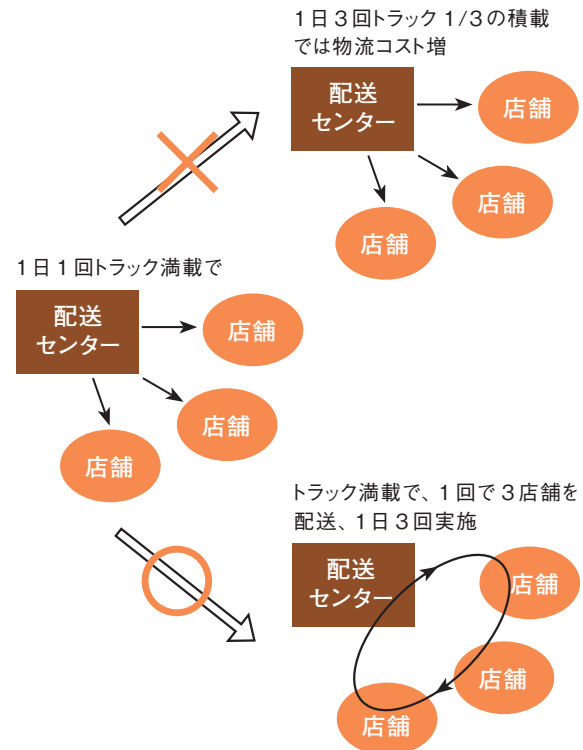 1日3回トラック1/3の積載
では物流コスト増
配送
センター
店舗
店舗
店舗
1日1回トラック満載で
配送
センター
店舗
店舗
店舗
トラック満載で、1回で3店舗を
配送、1日3回実施
配送
センター
店舗
店舗
店舗